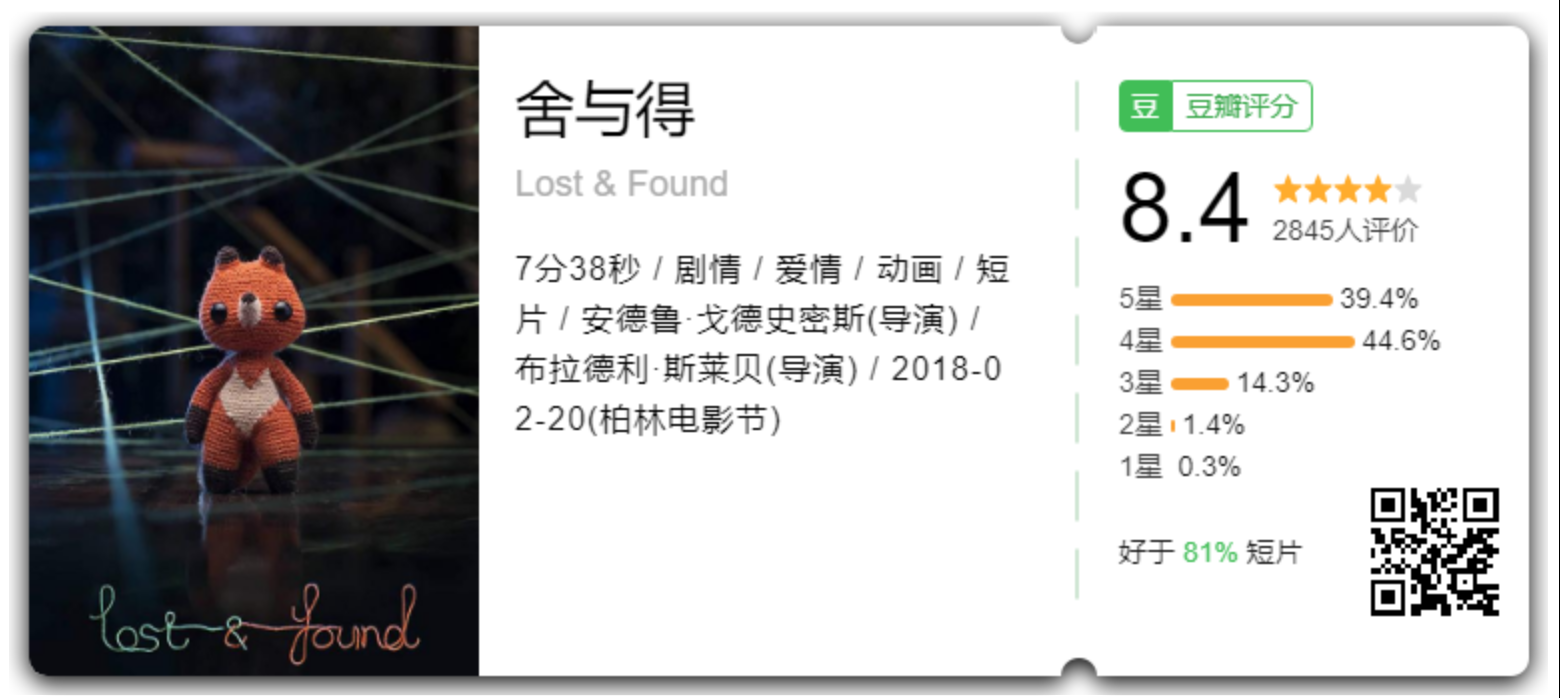 lost & found
舍与得
Lost & Found
7分38秒 / 剧情 / 爱情 / 动画 / 短
片 / 安德鲁·戈德史密斯(导演) /
布拉德利·斯莱贝(导演) / 2018-0
2-20(柏林电影节)
豆 豆瓣评分
8.4
2845人评价
5星 39.4%
4星 44.6%
3星 14.3%
2星 1.4%
1星 0.3%
好于 81% 短片